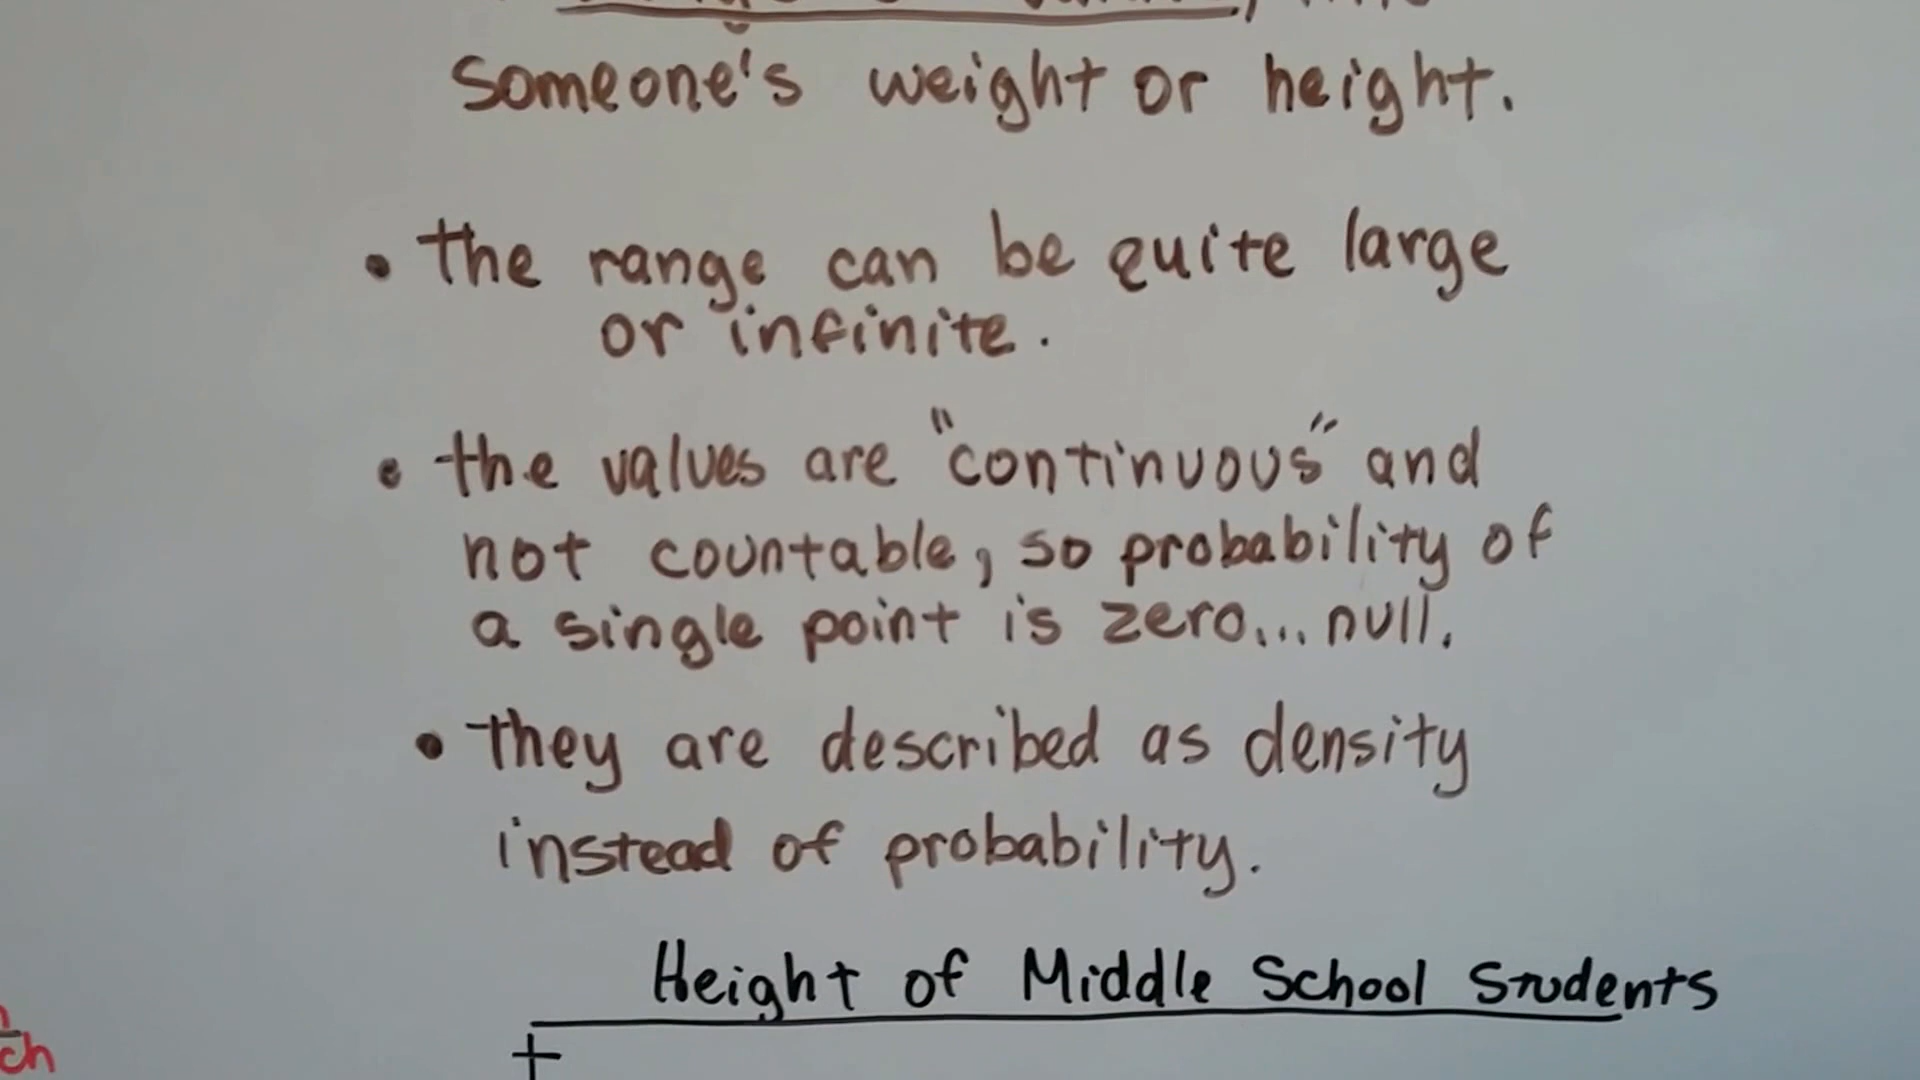 someone's weight or height.
• the range can be quite large
or infinite.
• the values are "continuous" and
not countable, so probability of
a single point is zero... null.
• they are described as density
instead of probability.
Height of Middle School Students
ch